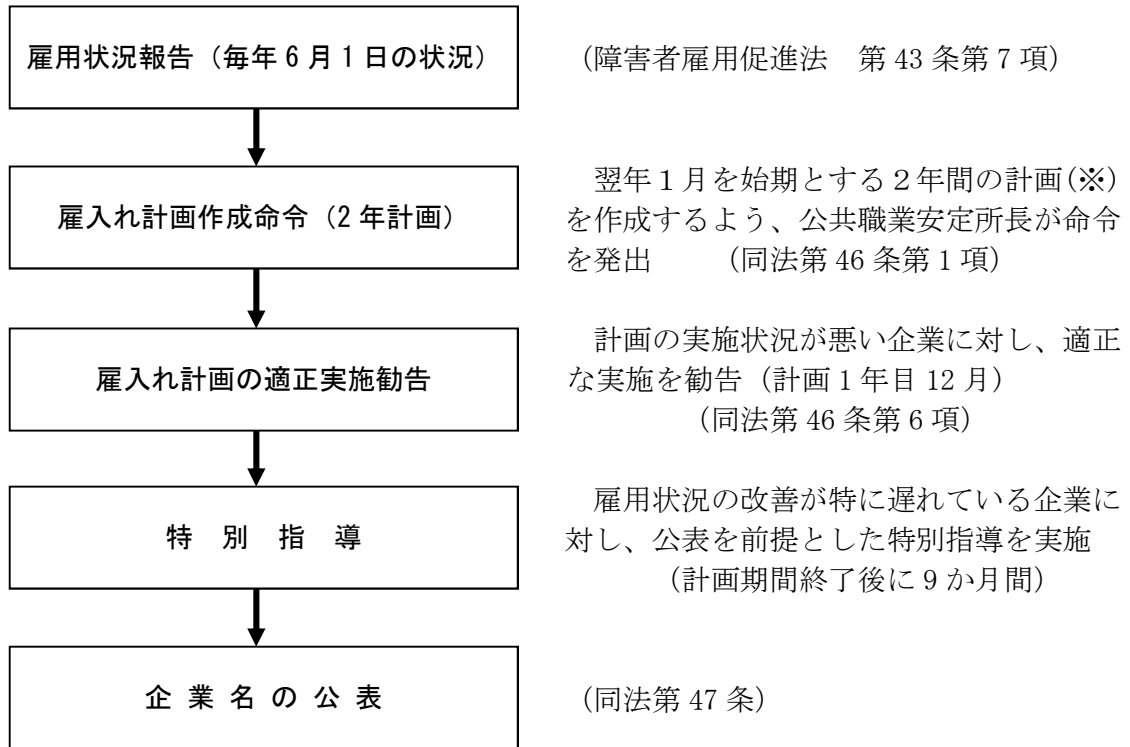 雇用状況報告（毎年６月１日の状況）
（障害者雇用促進法　第 43 条第 7 項）
雇入れ計画作成命令（２年計画）
翌年１月を始期とする２年間の計画（※）
を作成するよう、公共職業安定所長が命令
を発出　　（同法第 46 条第 1 項）
雇入れ計画の適正実施勧告
計画の実施状況が悪い企業に対し、適正
な実施を勧告（計画 1 年目 12 月）
（同法第 46 条第 6 項）
特　別　指　導
雇用状況の改善が特に遅れている企業に
対し、公表を前提とした特別指導を実施
（計画期間終了後に 9 か月間）
企 業 名 の 公 表
（同法第 47 条）